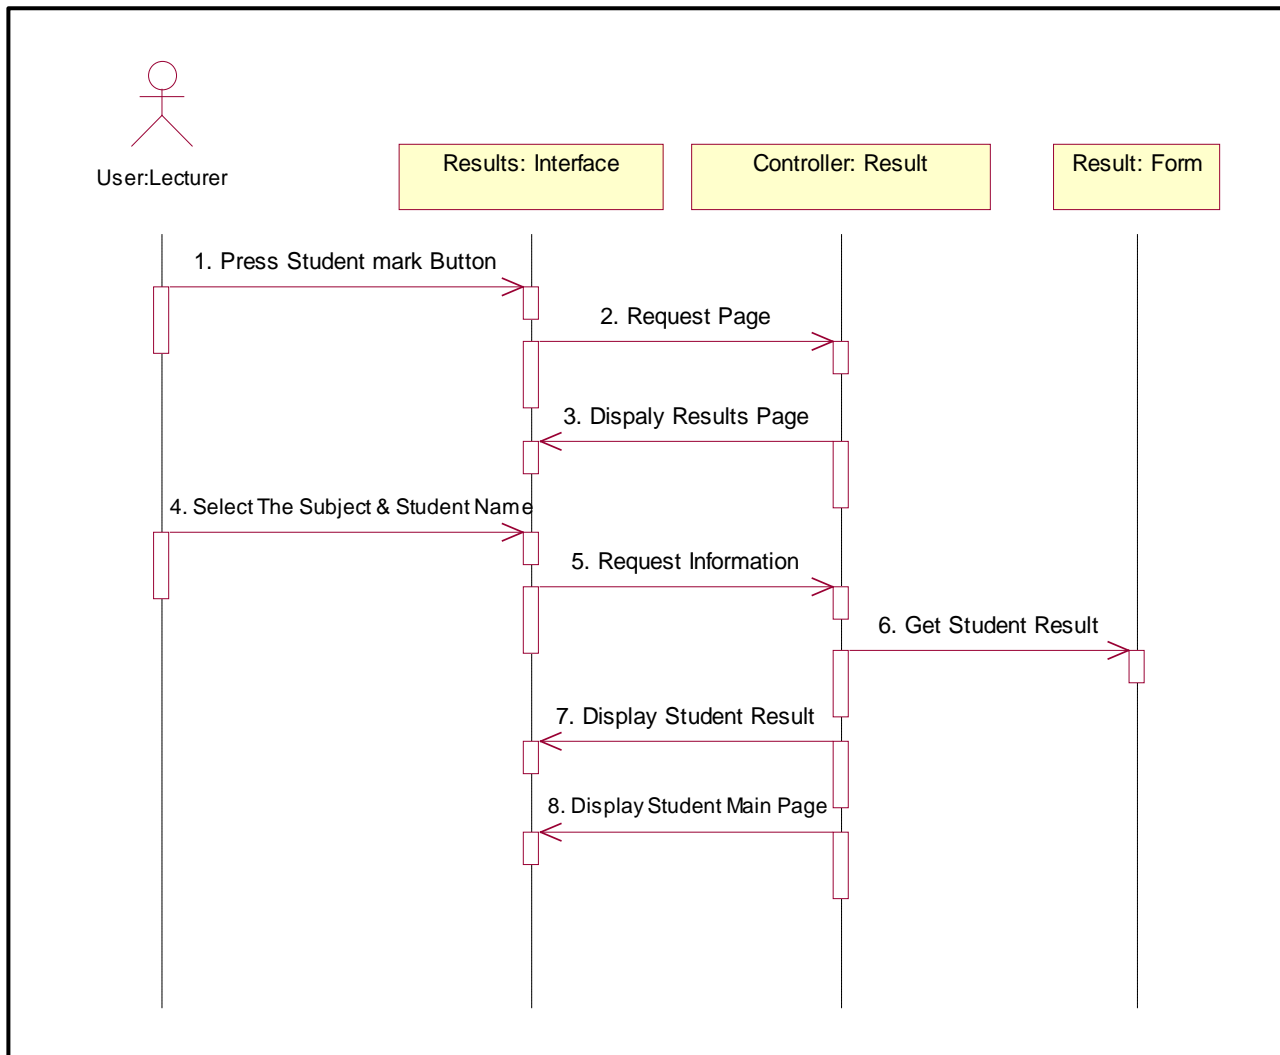 User:Lecturer
Results: Interface
Controller: Result
Result: Form
1. Press Student mark Button
2. Request Page
3. Dispaly Results Page
4. Select The Subject & Student Name
5. Request Information
6. Get Student Result
7. Display Student Result
8. Display Student Main Page